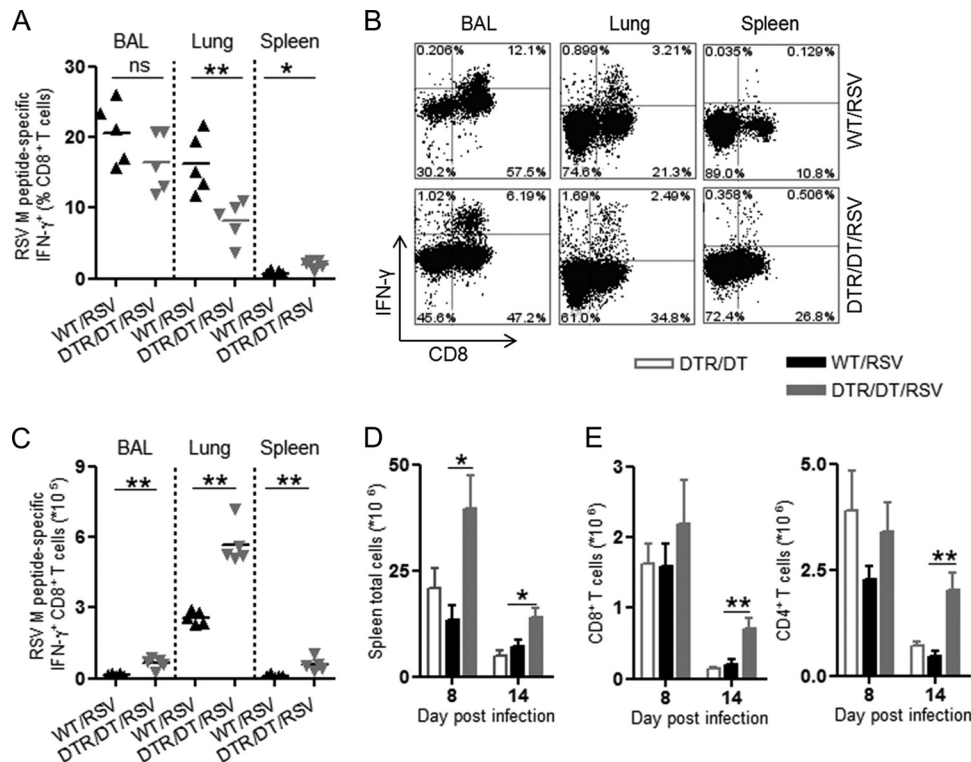 A
BAL Lung Spleen
ns ** *
RSV M peptide-specific
IFN-γ⁺ (% CD8⁺ T cells)
30
20
10
0
WT/RSV
DTR/DT/RSV
WT/RSV
DTR/DT/RSV
WT/RSV
DTR/DT/RSV
B
BAL Lung Spleen
0.206% 12.1% 0.899% 3.21% 0.035% 0.129%
30.2% 57.5% 74.6% 21.3% 89.0% 10.8%
WT/RSV
1.02% 6.19% 1.69% 2.49% 0.358% 0.506%
45.6% 47.2% 61.0% 34.8% 72.4% 26.8%
DTR/DT/RSV
IFN-γ
CD8
DTR/DT WT/RSV
DTR/DT/RSV
C
BAL Lung Spleen
** ** **
RSV M peptide-specific
IFN-γ⁺ CD8⁺ T cells (*10 ⁵)
9
6
3
0
WT/RSV
DTR/DT/RSV
WT/RSV
DTR/DT/RSV
WT/RSV
DTR/DT/RSV
D
Spleen total cells (*10 ⁶)
50
25
0
*
*
8 14
Day post infection
E
CD8⁺ T cells (*10 ⁶)
3
2
1
0
**
8 14
Day post infection
CD4⁺ T cells (*10 ⁶)
5.0
2.5
0.0
**
8 14
Day post infection